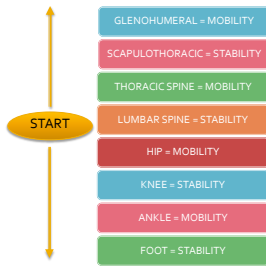 GLENOHUMERAL = MOBILITY
SCAPULOTHORACIC = STABILITY
THORACIC SPINE = MOBILITY
START
LUMBAR SPINE = STABILITY
HIP = MOBILITY
KNEE = STABILITY
ANKLE = MOBILITY
FOOT = STABILITY